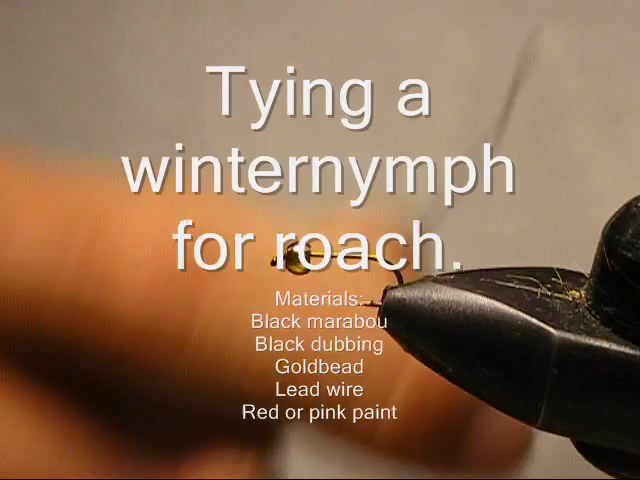 Tying a
winternymph
for roach.
Materials:
Black marabou
Black dubbing
Goldbead
Lead wire
Red or pink paint